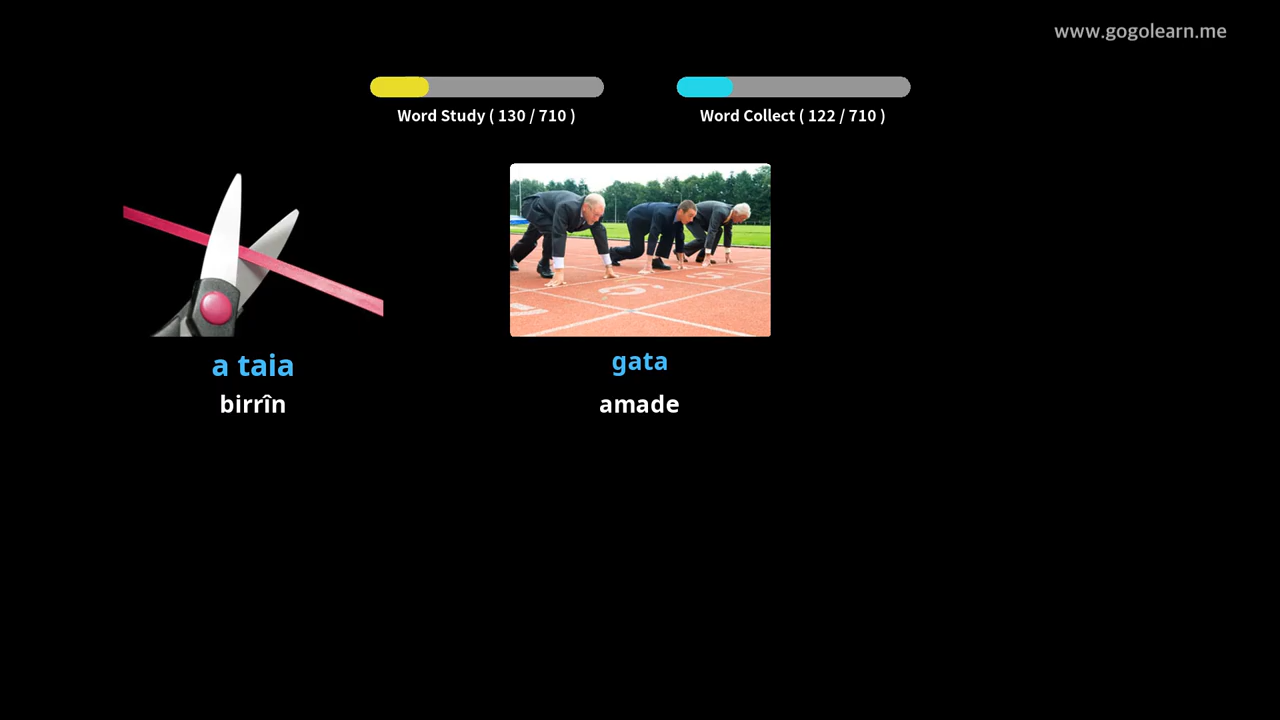 www.gogolearn.me
Word Study ( 130 / 710 )
Word Collect ( 122 / 710 )
a taia
birrîn
gata
amade